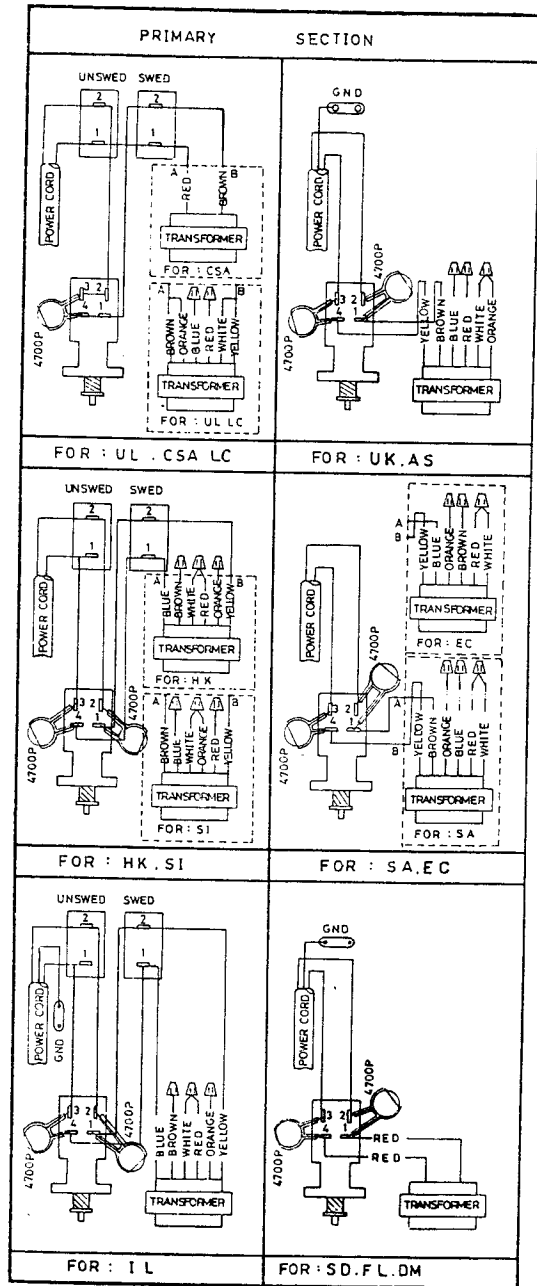 PRIMARY SECTION
UNSWED SWED
2 2
1 1
POWER CORD
A B
RED
BROWN
TRANSFORMER
FOR : CSA
3 2
4 1
4700P
A B
BROWN
ORANGE
BLUE
RED
WHITE
YELLOW
TRANSFORMER
FOR : UL LC
FOR : UL . CSA LC
GND
POWER CORD
4700P
3 2
4 1
4700P
YELLOW
BROWN
BLUE
RED
WHITE
ORANGE
TRANSFORMER
FOR : UK.AS
UNSWED SWED
2 2
1 1
POWER CORD
A B
BLUE
BROWN
WHITE
RED
ORANGE
YELLOW
TRANSFORMER
FOR: HK
4700P
3 2
4 1
4700P
A B
BROWN
BLUE
WHITE
ORANGE
RED
YELLOW
TRANSFORMER
FOR : SI
FOR : HK.SI
A
B
YELLOW
BLUE
ORANGE
BROWN
RED
WHITE
TRANSFORMER
FOR : EC
POWER CORD
4700P
3 2
4 1
4700P
A
B
YELLOW
BROWN
ORANGE
BLUE
RED
WHITE
TRANSFORMER
FOR : SA
FOR : SA.EC
UNSWED SWED
2 2
1 1
POWER CORD
GND
3 2
4 1
4700P
4700P
BLUE
BROWN
WHITE
RED
ORANGE
YELLOW
TRANSFORMER
FOR : IL
GND
POWER CORD
4700P
3 2
4 1
4700P
RED
RED
TRANSFORMER
FOR : SD.FL.DM